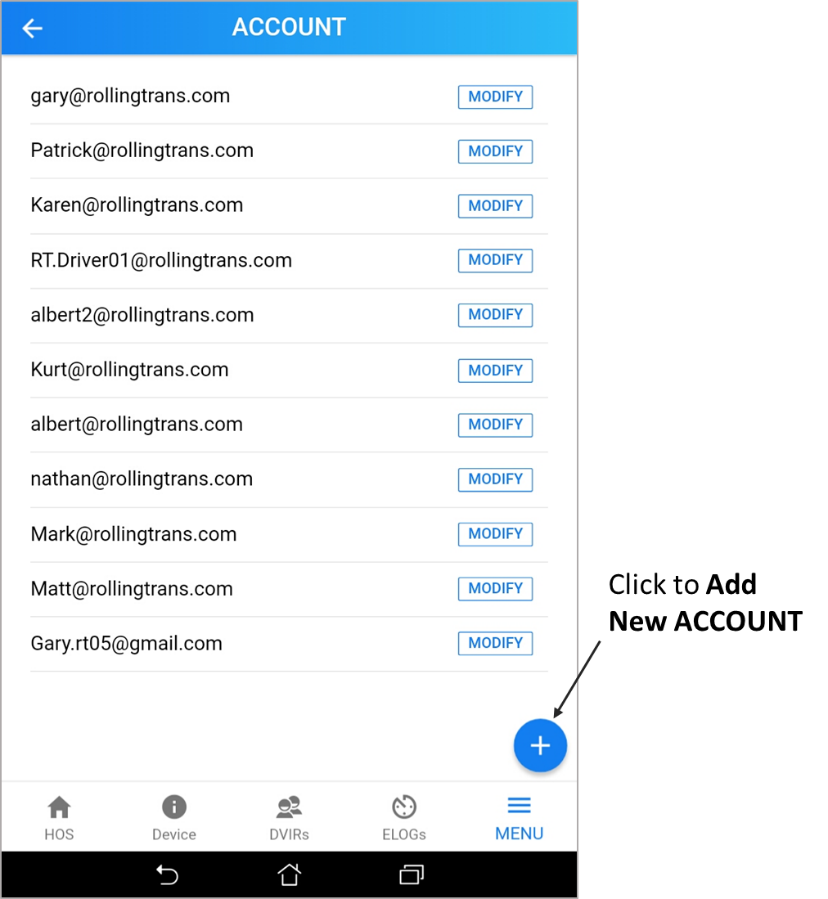 ACCOUNT
gary@rollingtrans.com MODIFY
Patrick@rollingtrans.com MODIFY
Karen@rollingtrans.com MODIFY
RT.Driver01@rollingtrans.com MODIFY
albert2@rollingtrans.com MODIFY
Kurt@rollingtrans.com MODIFY
albert@rollingtrans.com MODIFY
nathan@rollingtrans.com MODIFY
Mark@rollingtrans.com MODIFY
Matt@rollingtrans.com MODIFY
Gary.rt05@gmail.com MODIFY
Click to Add
New ACCOUNT
HOS Device DVIRs ELOGs MENU